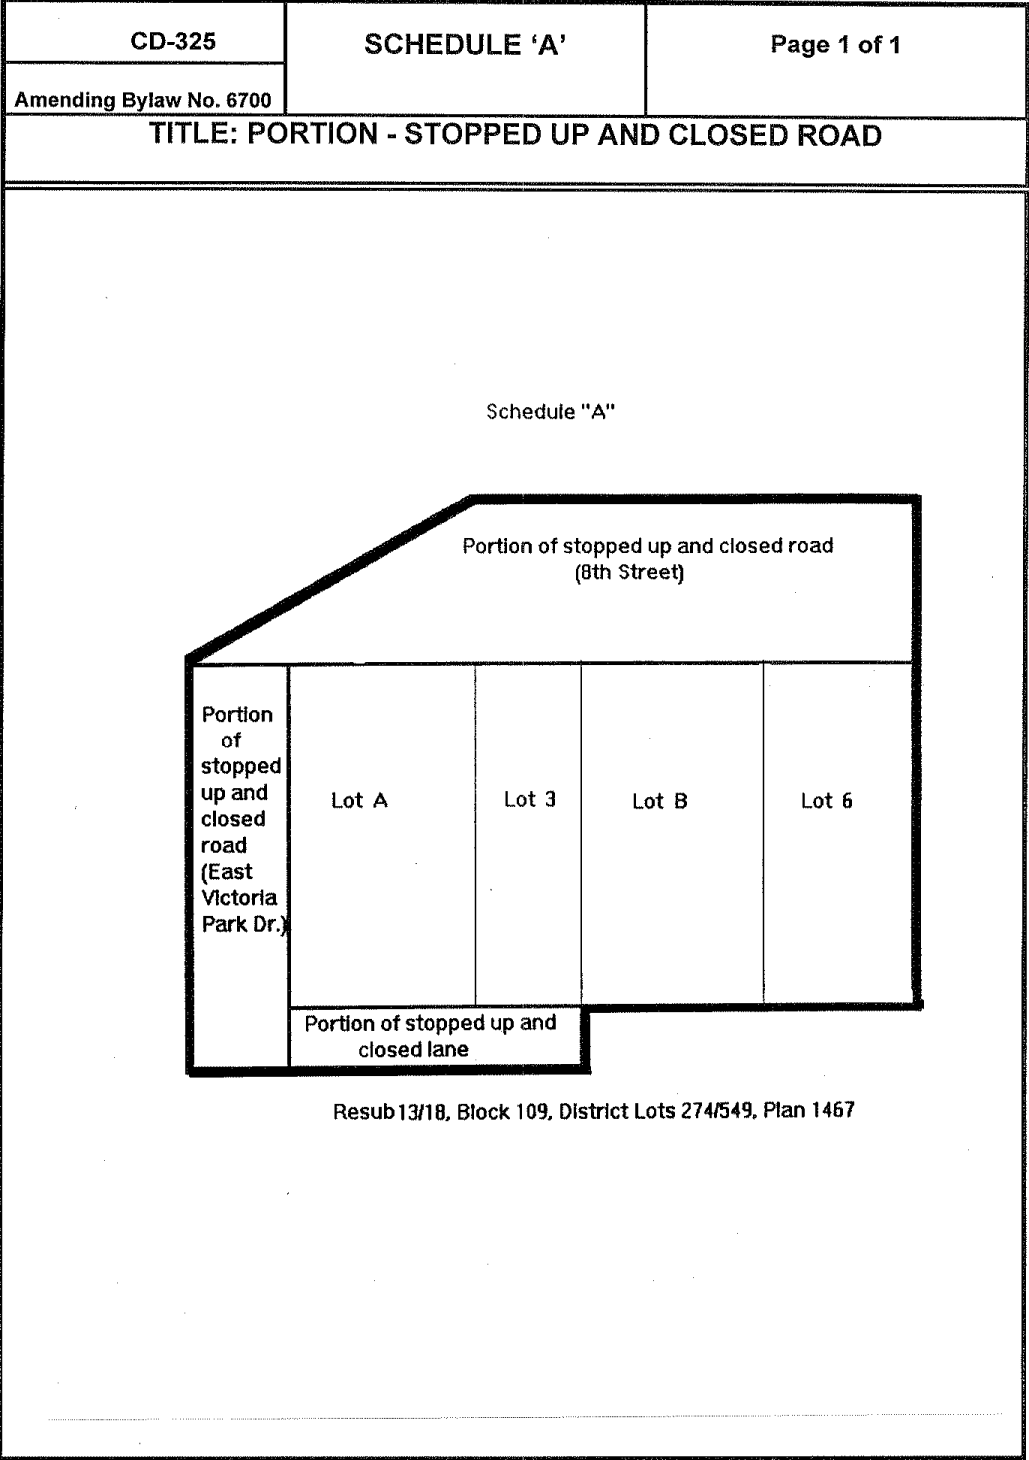 CD-325
SCHEDULE ‘A’
Page 1 of 1
Amending Bylaw No. 6700
TITLE: PORTION - STOPPED UP AND CLOSED ROAD
Schedule "A"
Portion of stopped up and closed road
(8th Street)
Portion
of
stopped
up and
closed
road
(East
Victoria
Park Dr.)
Lot A
Lot 3
Lot B
Lot 6
Portion of stopped up and
closed lane
Resub 13/18, Block 109, District Lots 274/549, Plan 1467